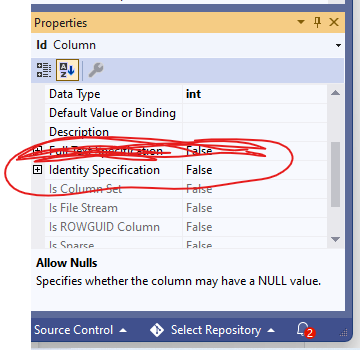 Properties
Id Column
Data Type int
Default Value or Binding
Description
Full Text Specification False
Identity Specification False
Is Column Set False
Is File Stream False
Is ROWGUID Column False
Is Sparse False
Allow Nulls
Specifies whether the column may have a NULL value.
Source Control Select Repository 2